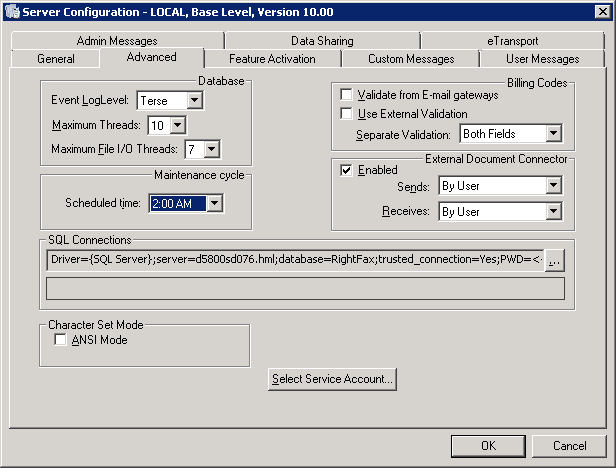 Server Configuration - LOCAL, Base Level, Version 10.00
Admin Messages Data Sharing eTransport
General Advanced Feature Activation Custom Messages User Messages
Database
Event LogLevel: Terse
Maximum Threads: 10
Maximum File I/O Threads: 7
Billing Codes
Validate from E-mail gateways
Use External Validation
Separate Validation: Both Fields
Maintenance cycle
Scheduled time: 2:00 AM
External Document Connector
Enabled
Sends: By User
Receives: By User
SQL Connections
Driver={SQL Server};server=d5800sd076.hml;database=RightFax;trusted_connection=Yes;PWD=<- ...
Character Set Mode
ANSI Mode
Select Service Account...
OK Cancel